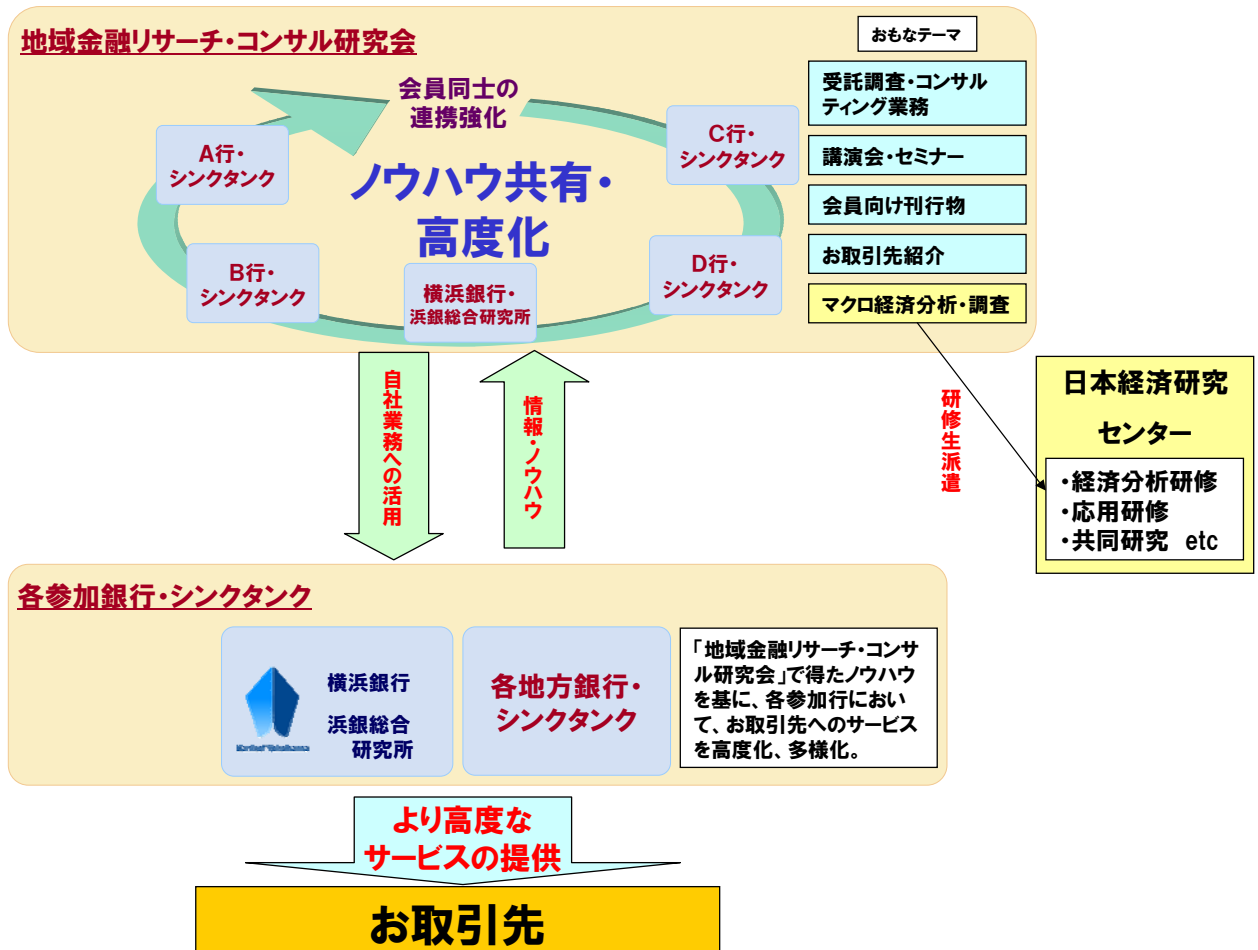 地域金融リサーチ・コンサル研究会
おもなテーマ
会員同士の
連携強化
ノウハウ共有・
高度化
A行・
シンクタンク
B行・
シンクタンク
横浜銀行・
浜銀総合研究所
C行・
シンクタンク
D行・
シンクタンク
受託調査・コンサル
ティング業務
講演会・セミナー
会員向け刊行物
お取引先紹介
マクロ経済分析・調査
自社業務への活用
情報・ノウハウ
研修生派遣
日本経済研究
センター
・経済分析研修
・応用研修
・共同研究 etc
各参加銀行・シンクタンク
横浜銀行
浜銀総合
研究所
各地方銀行・
シンクタンク
「地域金融リサーチ・コンサ
ル研究会」で得たノウハウ
を基に、各参加行におい
て、お取引先へのサービス
を高度化、多様化。
より高度な
サービスの提供
お取引先